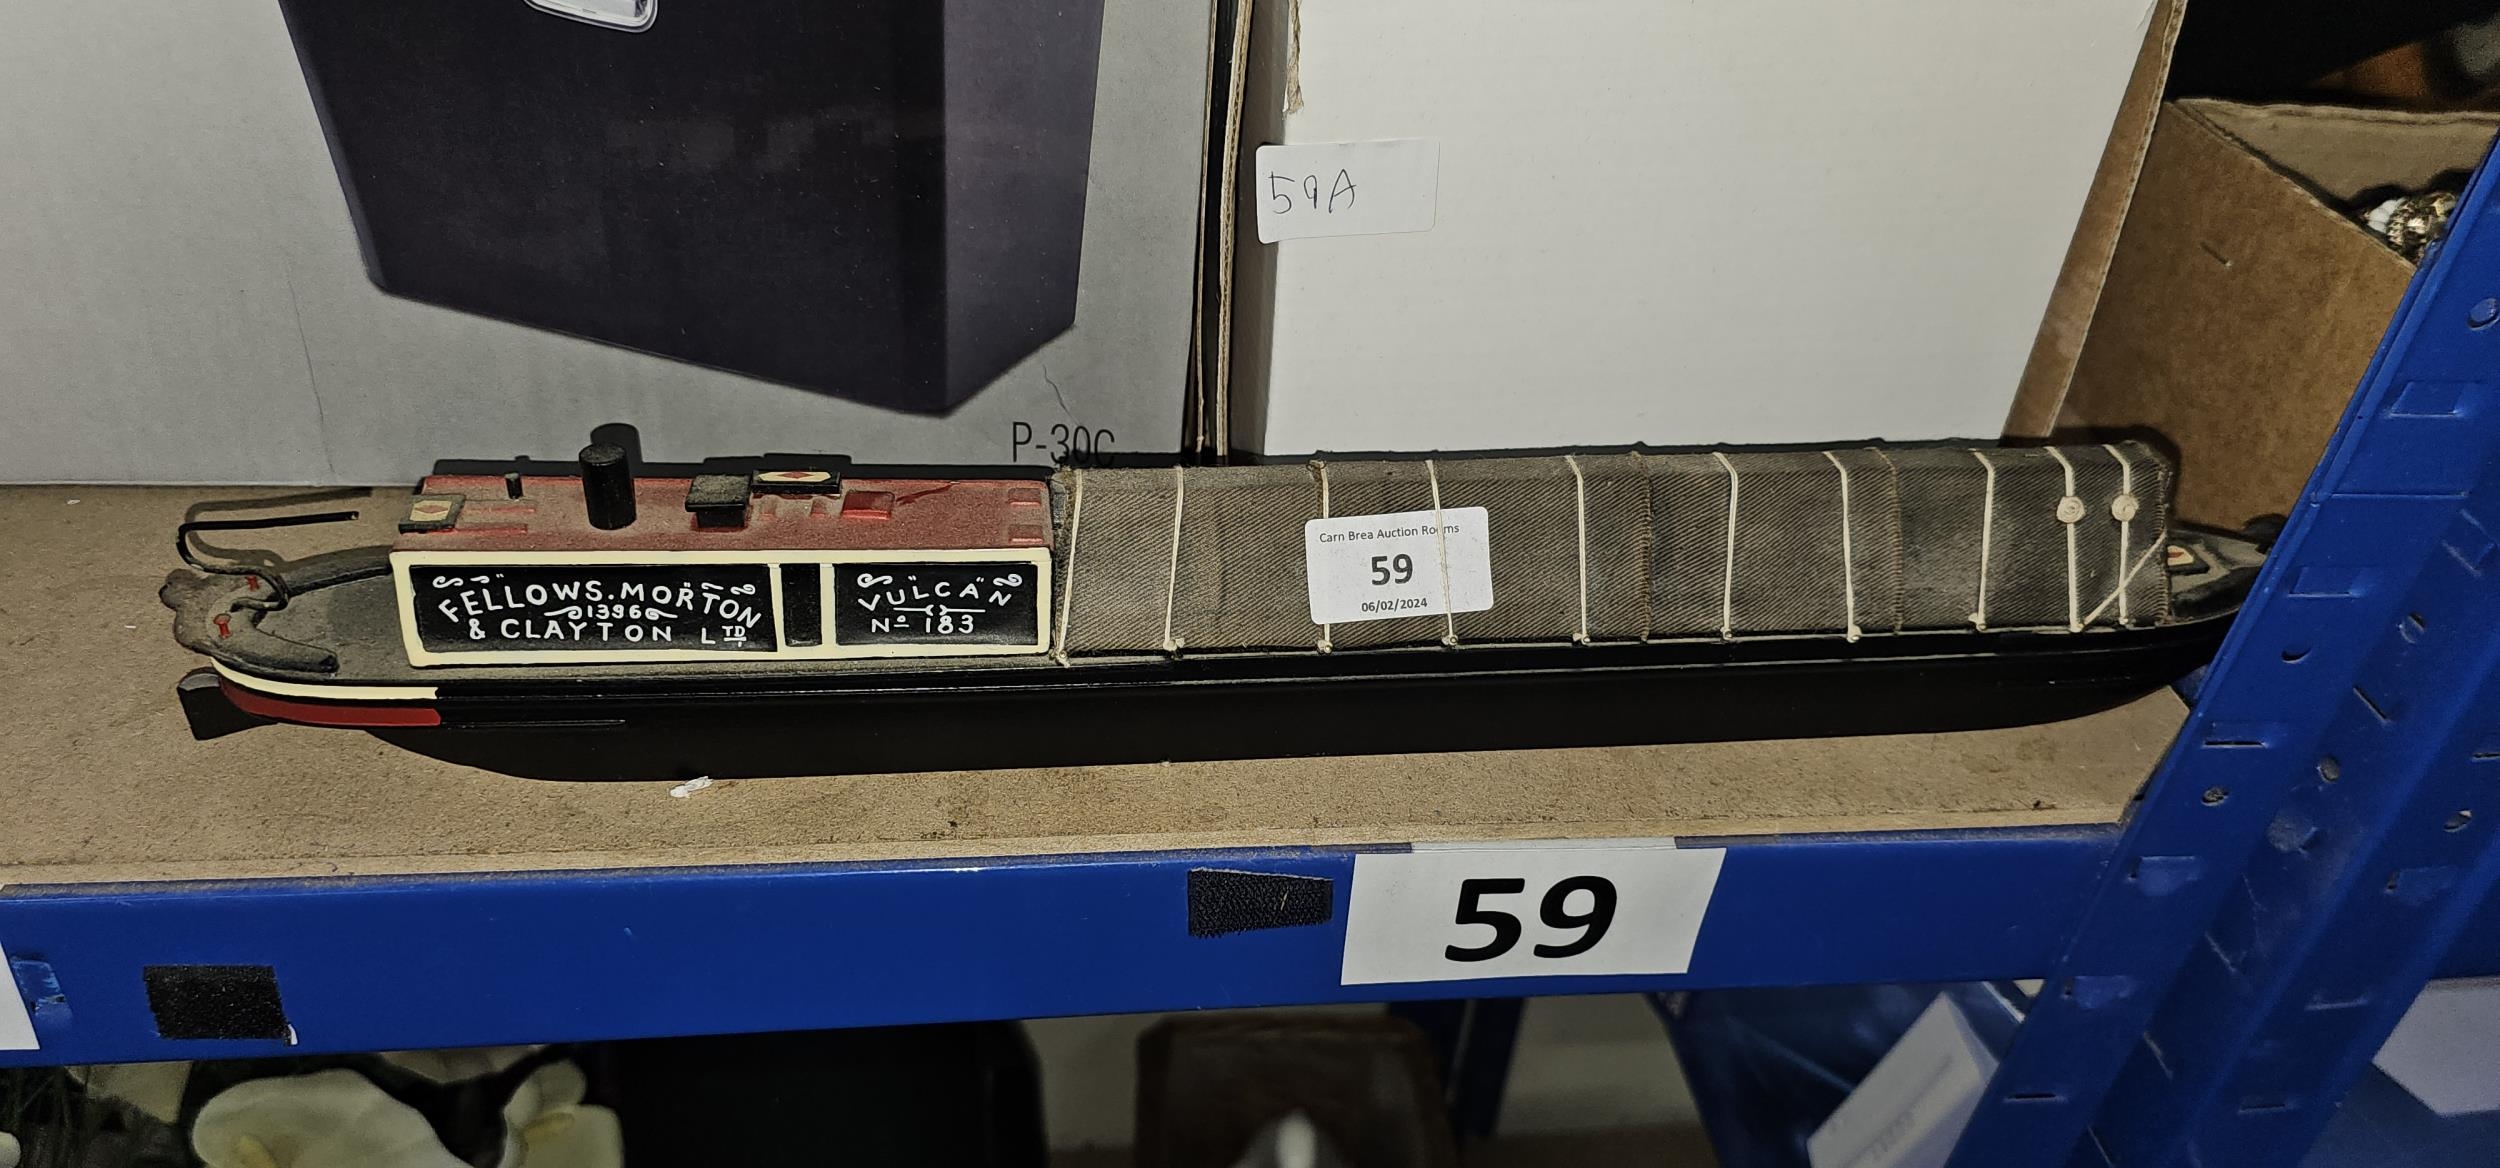 59A
P-30C
FELLOWS. MORTON
1396
& CLAYTON LTD
VULCAN
No 183
Carn Brea Auction Rooms
59
06/02/2024
59